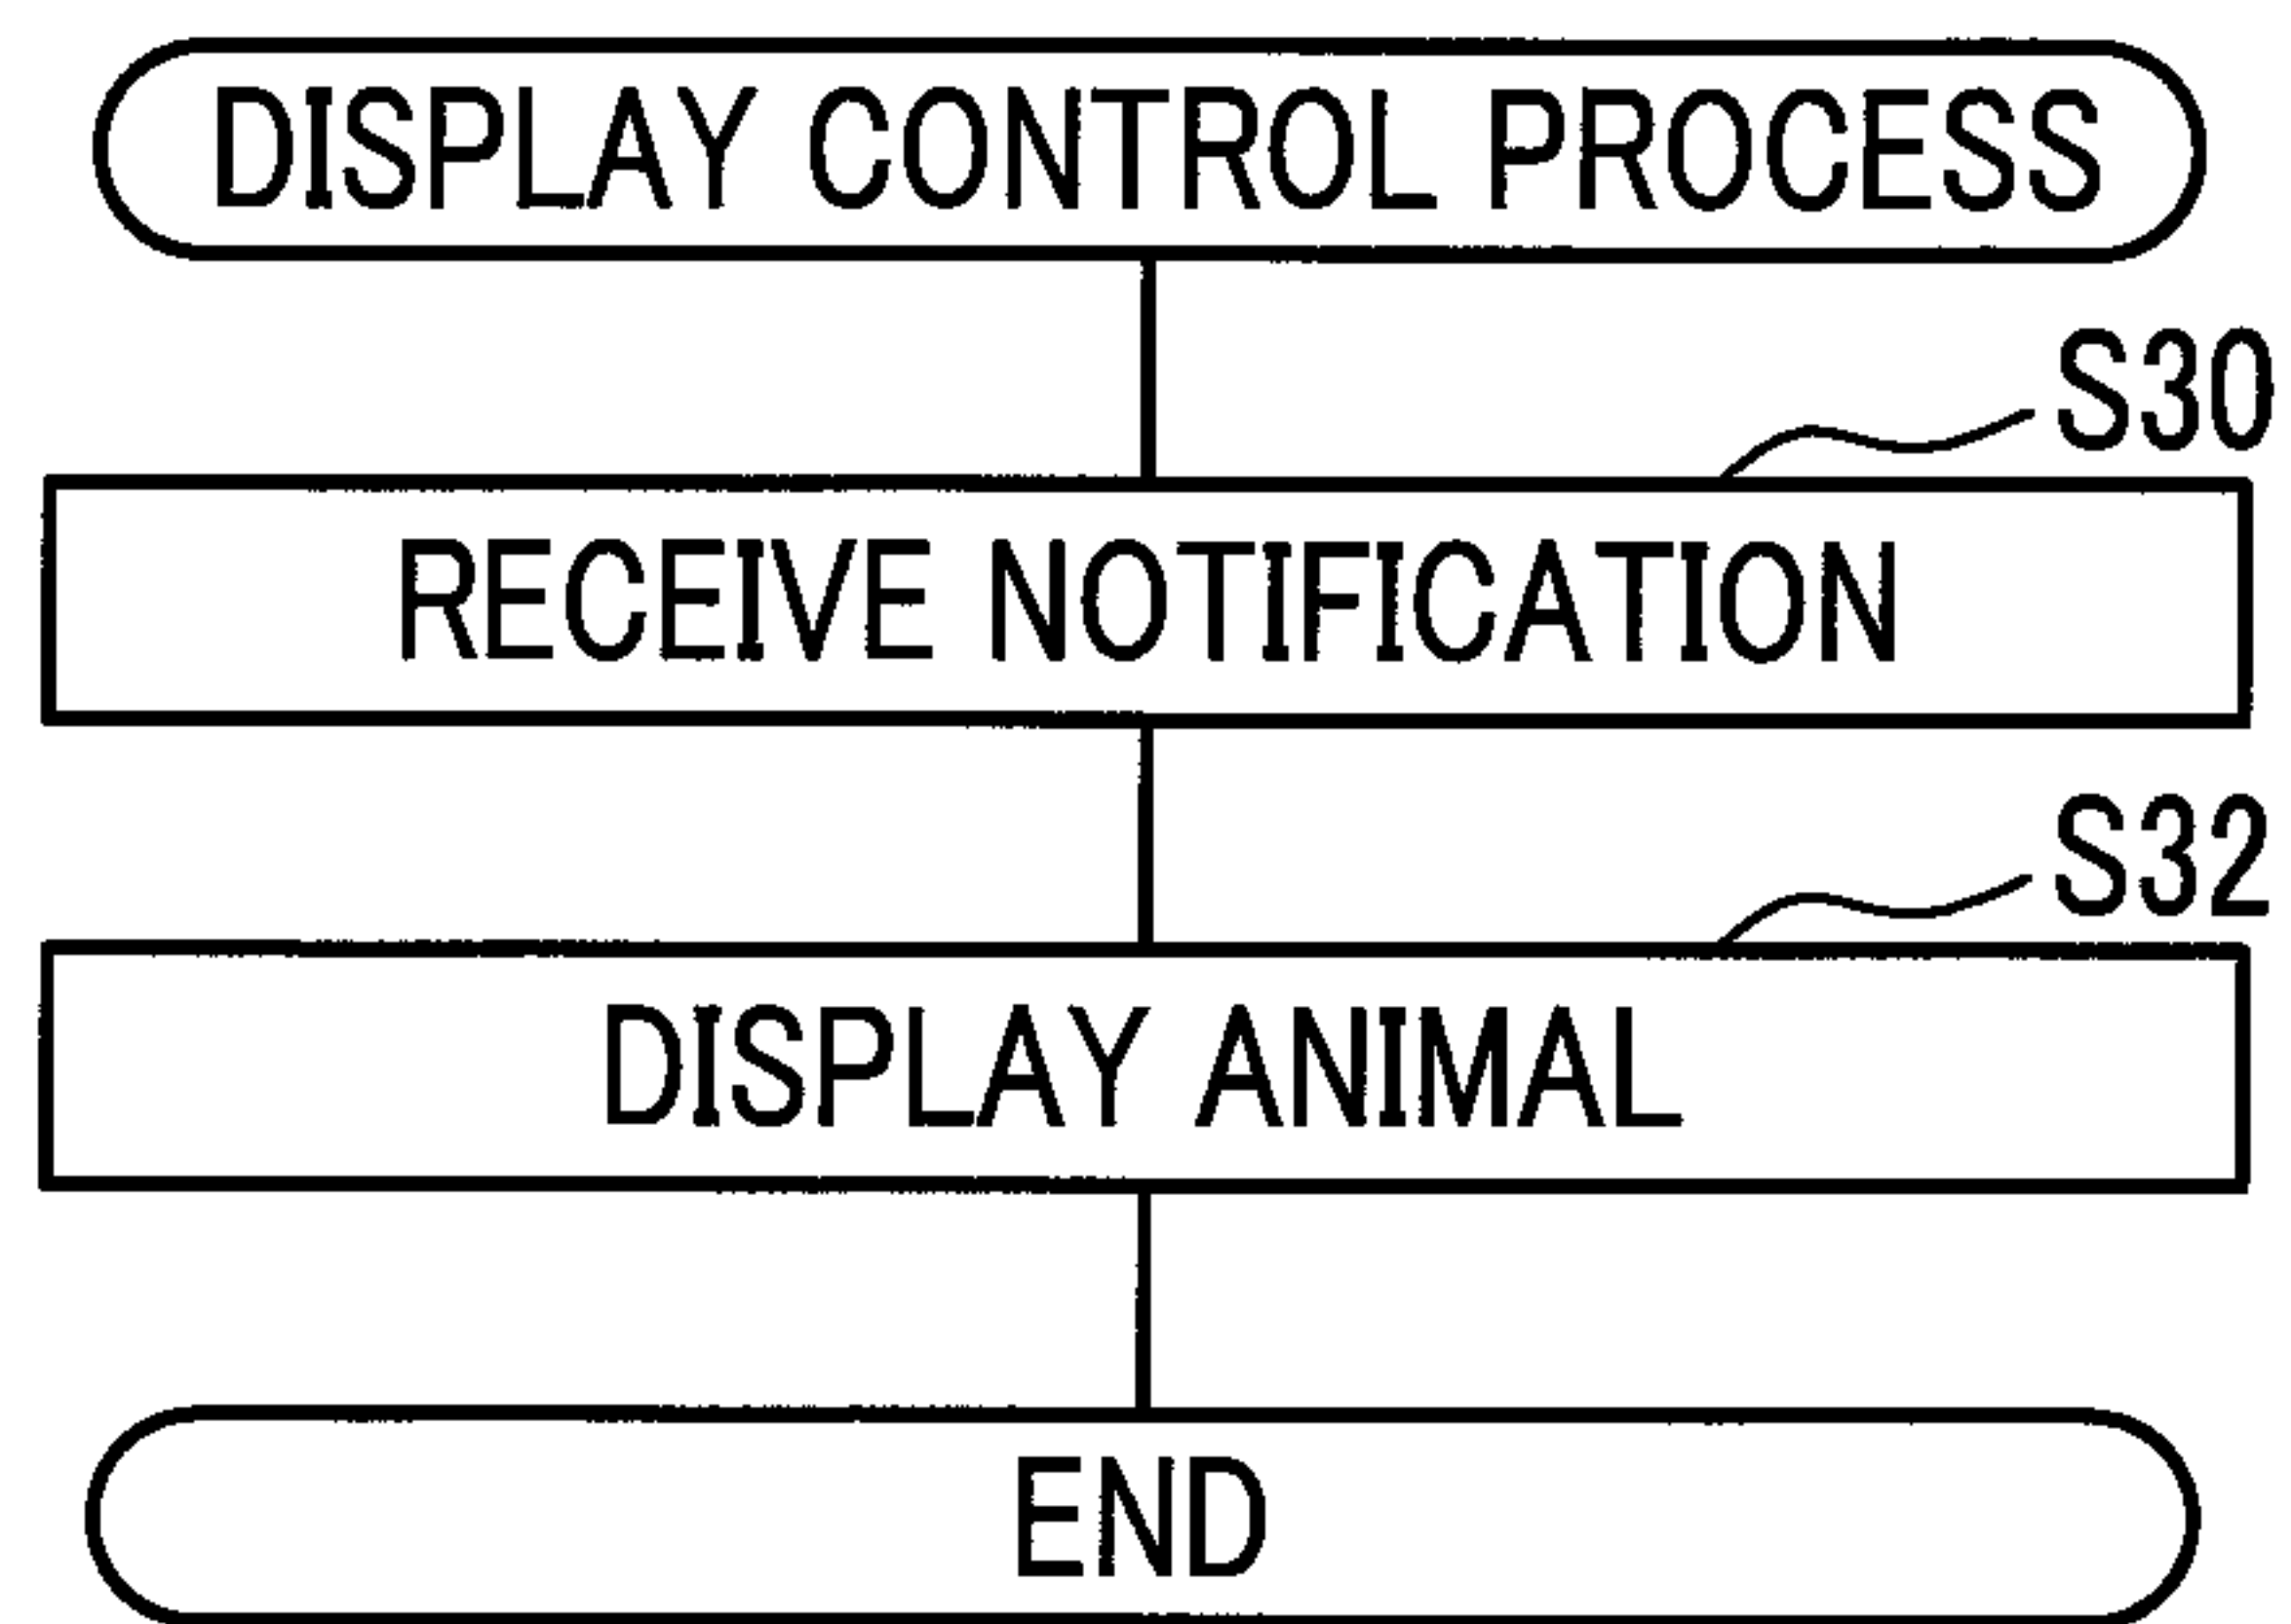 DISPLAY CONTROL PROCESS
S30
RECEIVE NOTIFICATION
S32
DISPLAY ANIMAL
END